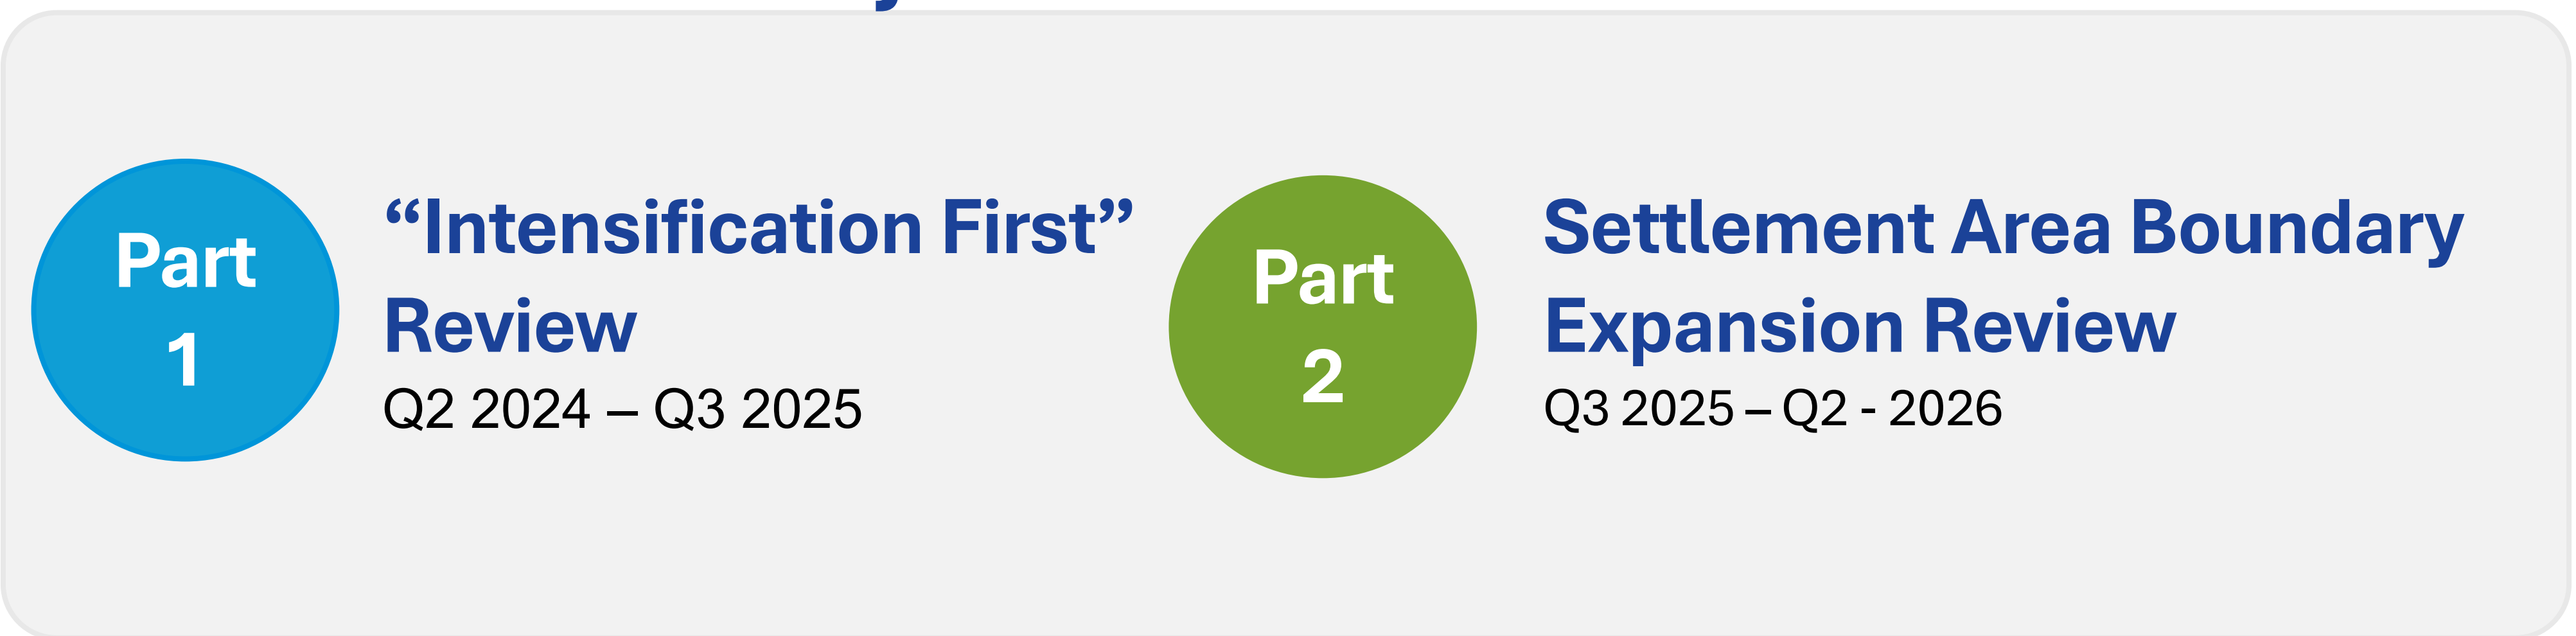 Part
1
“Intensification First”
Review
Q2 2024 – Q3 2025
Part
2
Settlement Area Boundary
Expansion Review
Q3 2025 – Q2 - 2026